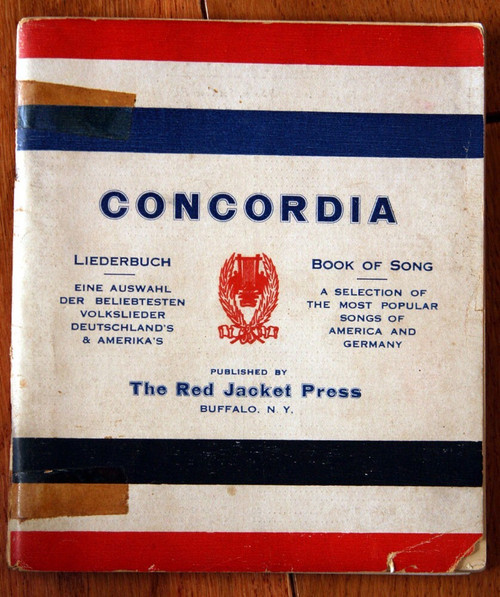 CONCORDIA
LIEDERBUCH
EINE AUSWAHL
DER BELIEBTESTEN
VOLKSLIEDER
DEUTSCHLAND'S
& AMERIKA'S
BOOK OF SONG
A SELECTION OF
THE MOST POPULAR
SONGS OF
AMERICA AND
GERMANY
PUBLISHED BY
The Red Jacket Press
BUFFALO, N. Y.